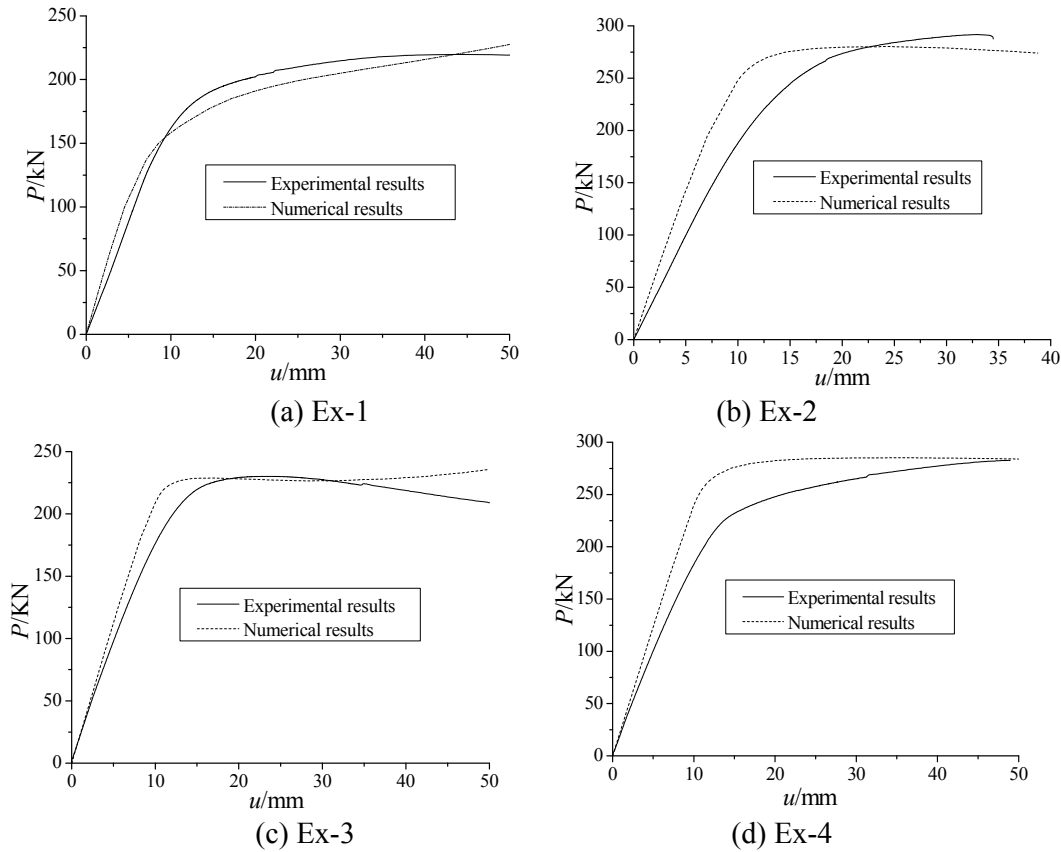 250
200
150
100
50
0
P/kN
Experimental results
Numerical results
0 10 20 30 40 50
u/mm
(a) Ex-1
300
250
200
150
100
50
0
P/kN
Experimental results
Numerical results
0 5 10 15 20 25 30 35 40
u/mm
(b) Ex-2
250
200
150
100
50
0
P/KN
Experimental results
Numerical results
0 10 20 30 40 50
u/mm
(c) Ex-3
300
250
200
150
100
50
0
P/kN
Experimental results
Numerical results
0 10 20 30 40 50
u/mm
(d) Ex-4